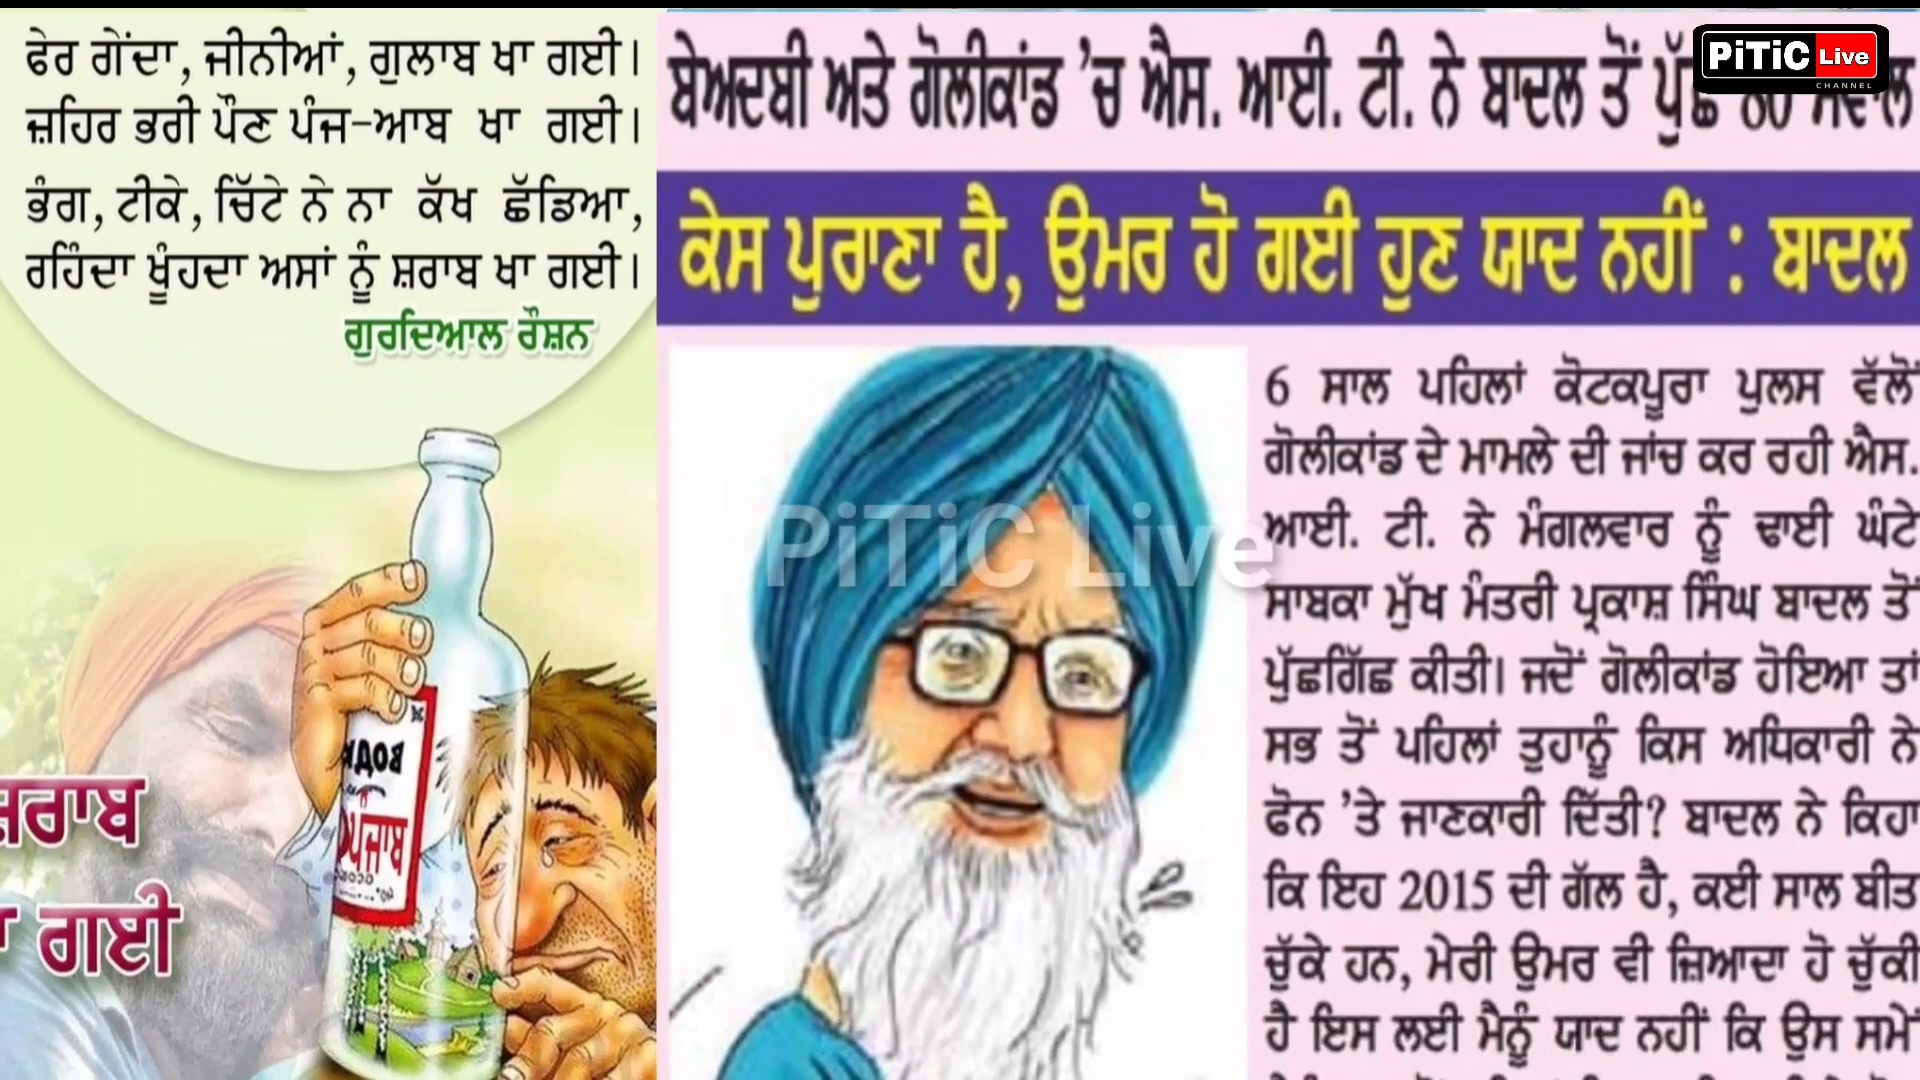 ਫੇਰ ਗੇਂਦਾ, ਜੀਨੀਆਂ, ਗੁਲਾਬ ਖਾ ਗਈ।
ਜ਼ਹਿਰ ਭਰੀ ਪੌਣ ਪੰਜ-ਆਬ ਖਾ ਗਈ।
ਭੰਗ, ਟੀਕੇ, ਚਿੱਟੇ ਨੇ ਨਾ ਕੱਖ ਛੱਡਿਆ,
ਰਹਿੰਦਾ ਖੂੰਹਦਾ ਅਸਾਂ ਨੂੰ ਸ਼ਰਾਬ ਖਾ ਗਈ।
ਗੁਰਦਿਆਲ ਰੌਸ਼ਨ
ਸ਼ਰਾਬ
ਗਈ
ਪੰਜਾਬ
PiTiC Live
CHANNEL
ਬੇਅਦਬੀ ਅਤੇ ਗੋਲੀਕਾਂਡ ’ਚ ਐਸ. ਆਈ. ਟੀ. ਨੇ ਬਾਦਲ ਤੋਂ ਪੁੱਛੇ 80 ਸਵਾਲ
ਕੇਸ ਪੁਰਾਣਾ ਹੈ, ਉਮਰ ਹੋ ਗਈ ਹੁਣ ਯਾਦ ਨਹੀਂ : ਬਾਦਲ
PiTiC Live
6 ਸਾਲ ਪਹਿਲਾਂ ਕੋਟਕਪੂਰਾ ਪੁਲਸ ਵੱਲੋਂ
ਗੋਲੀਕਾਂਡ ਦੇ ਮਾਮਲੇ ਦੀ ਜਾਂਚ ਕਰ ਰਹੀ ਐਸ.
ਆਈ. ਟੀ. ਨੇ ਮੰਗਲਵਾਰ ਨੂੰ ਢਾਈ ਘੰਟੇ
ਸਾਬਕਾ ਮੁੱਖ ਮੰਤਰੀ ਪ੍ਰਕਾਸ਼ ਸਿੰਘ ਬਾਦਲ ਤੋਂ
ਪੁੱਛਗਿੱਛ ਕੀਤੀ। ਜਦੋਂ ਗੋਲੀਕਾਂਡ ਹੋਇਆ ਤਾਂ
ਸਭ ਤੋਂ ਪਹਿਲਾਂ ਤੁਹਾਨੂੰ ਕਿਸ ਅਧਿਕਾਰੀ ਨੇ
ਫੋਨ ’ਤੇ ਜਾਣਕਾਰੀ ਦਿੱਤੀ? ਬਾਦਲ ਨੇ ਕਿਹਾ
ਕਿ ਇਹ 2015 ਦੀ ਗੱਲ ਹੈ, ਕਈ ਸਾਲ ਬੀਤ
ਚੁੱਕੇ ਹਨ, ਮੇਰੀ ਉਮਰ ਵੀ ਜ਼ਿਆਦਾ ਹੋ ਚੁੱਕੀ
ਹੈ ਇਸ ਲਈ ਮੈਨੂੰ ਯਾਦ ਨਹੀਂ ਕਿ ਉਸ ਸਮੇਂ